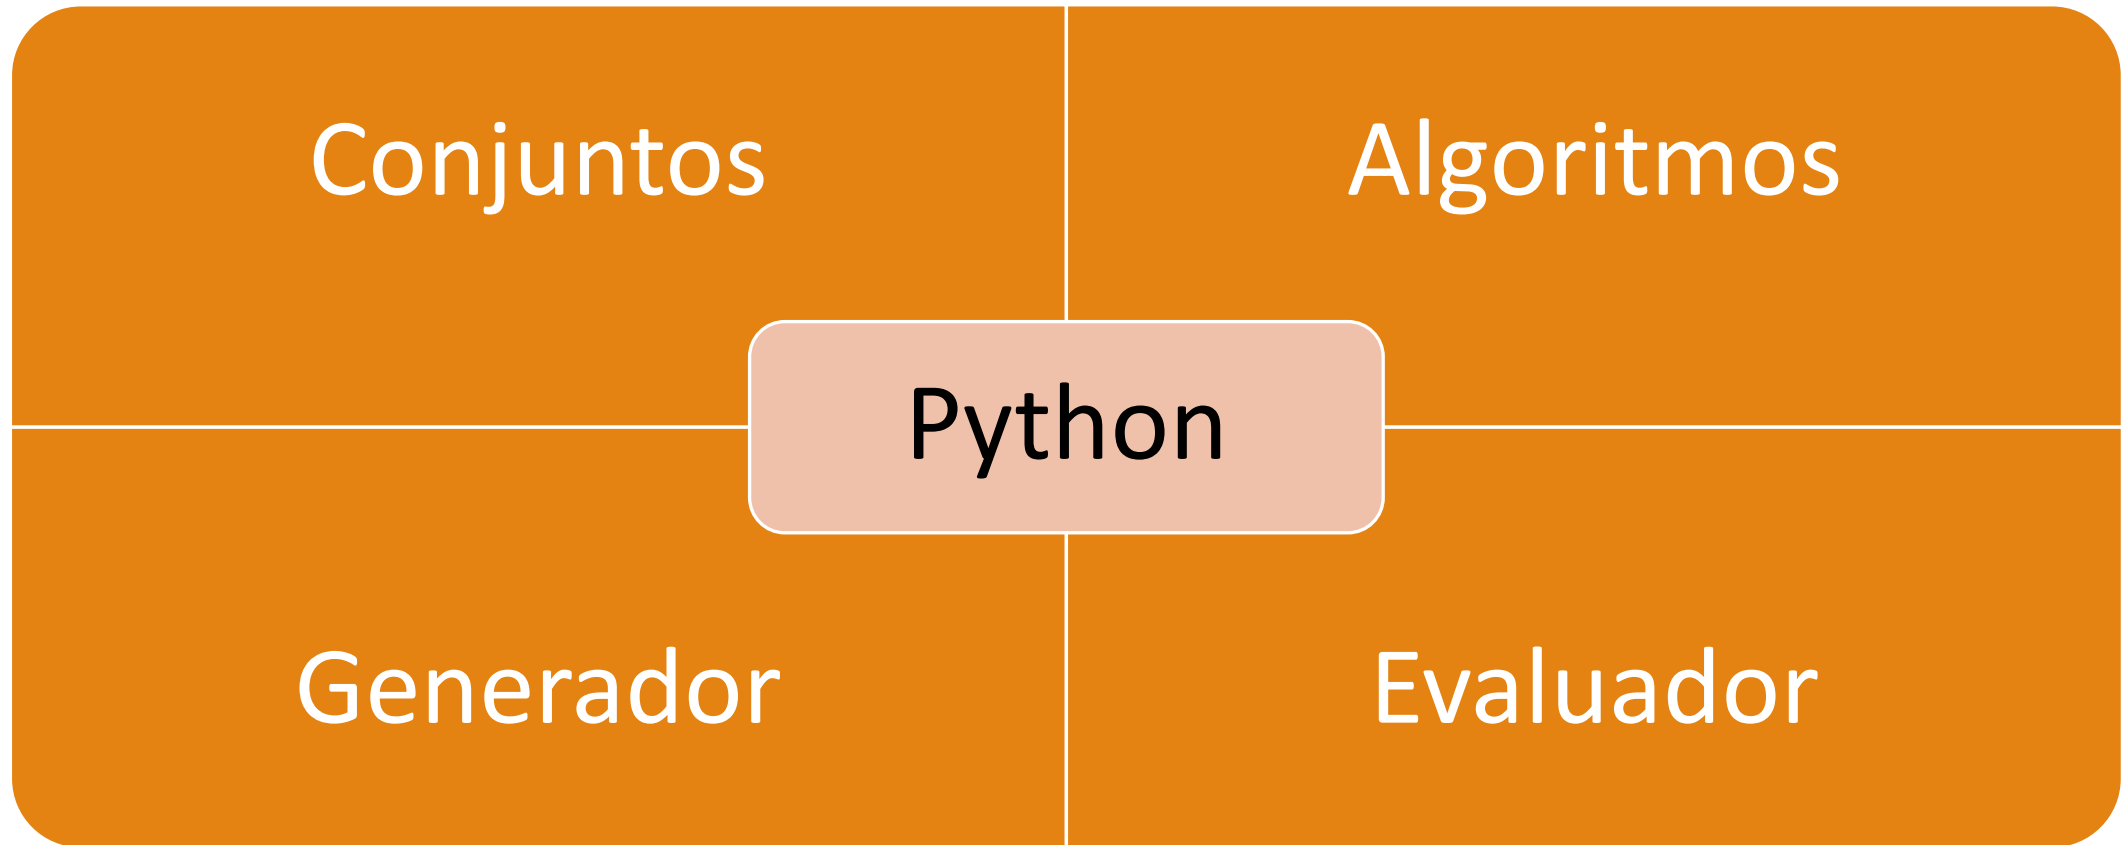 Conjuntos
Algoritmos
Python
Generador
Evaluador